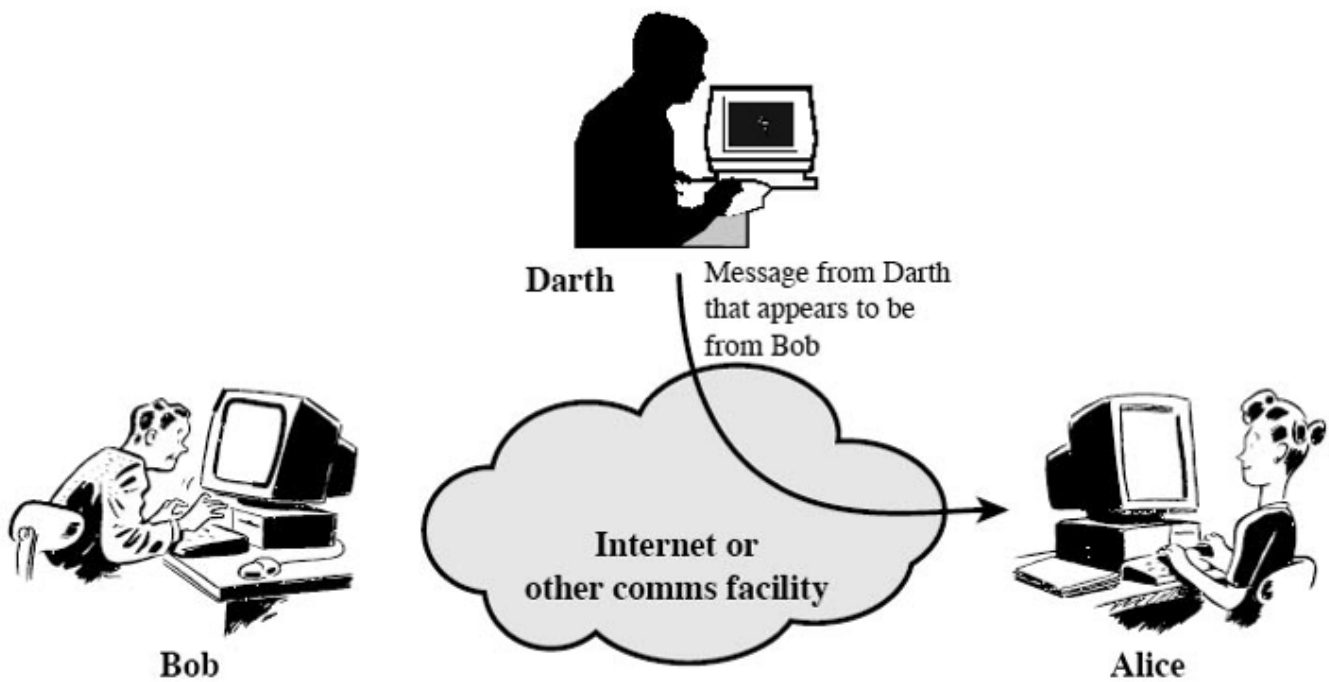 Darth
Message from Darth
that appears to be
from Bob
Internet or
other comms facility
Bob
Alice